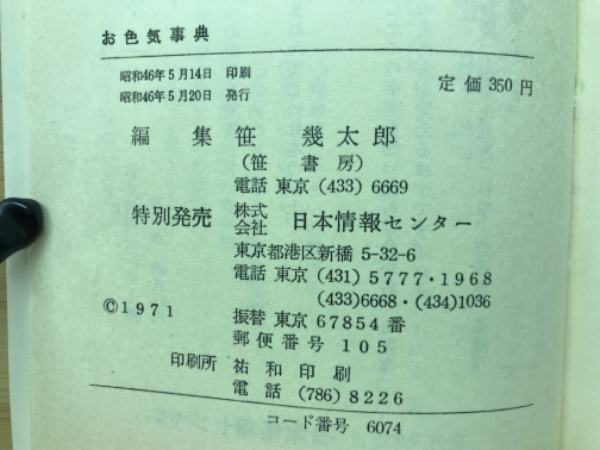 お色気事典
昭和46年5月14日 印刷
昭和46年5月20日 発行
定価 350円
編集 笹 幾太郎
(笹書房)
電話 東京 (433) 6669
特別発売 株式会社 日本情報センター
東京都港区新橋 5-32-6
電話 東京 (431) 5777・1968
(433)6668・(434)1036
©1971
振替 東京 67854 番
郵便番号 105
印刷所 祐和印刷
電話 (786) 8226
コード番号 6074